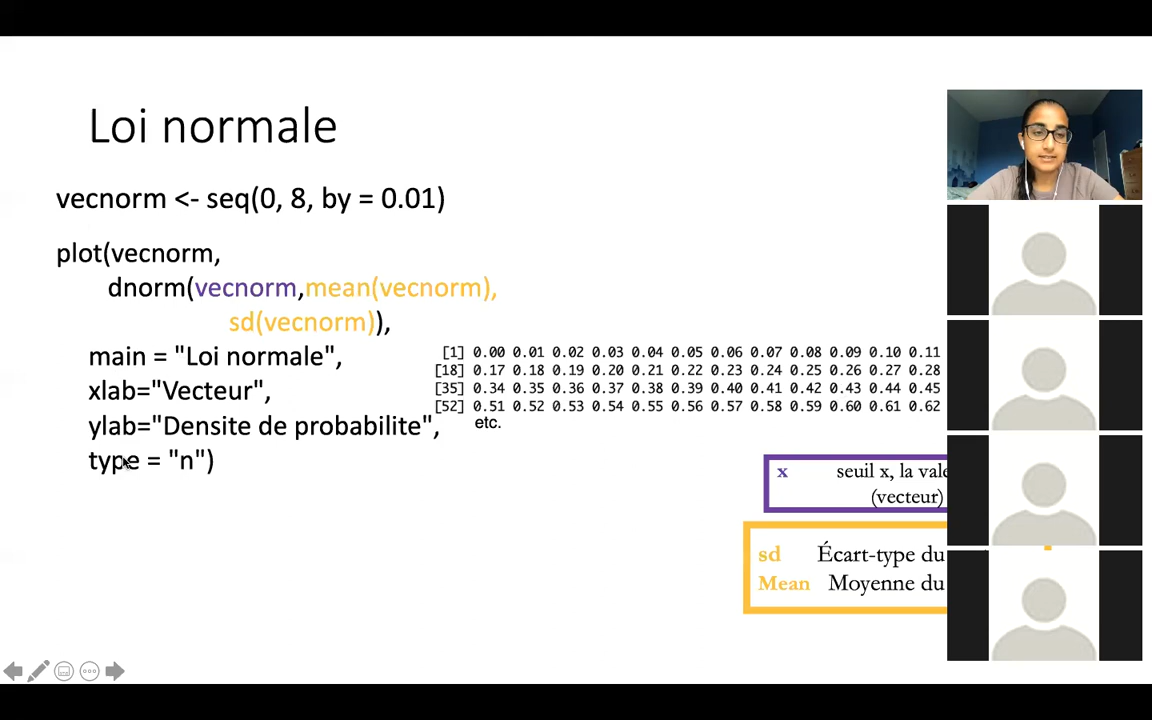 Loi normale
vecnorm <- seq(0, 8, by = 0.01)
plot(vecnorm,
dnorm(vecnorm,mean(vecnorm),
sd(vecnorm)),
main = "Loi normale",
xlab="Vecteur",
ylab="Densite de probabilite",
type = "n")
[1] 0.00 0.01 0.02 0.03 0.04 0.05 0.06 0.07 0.08 0.09 0.10 0.11
[18] 0.17 0.18 0.19 0.20 0.21 0.22 0.23 0.24 0.25 0.26 0.27 0.28
[35] 0.34 0.35 0.36 0.37 0.38 0.39 0.40 0.41 0.42 0.43 0.44 0.45
[52] 0.51 0.52 0.53 0.54 0.55 0.56 0.57 0.58 0.59 0.60 0.61 0.62
etc.
x seuil x, la
(vecteur)
sd Écart-type du
Mean Moyenne du